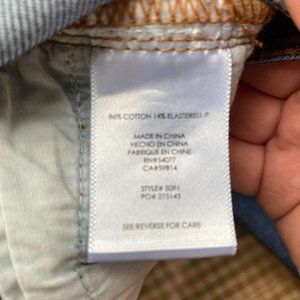 86% COTTON 14% ELASTERELL-P
MADE IN CHINA
HECHO EN CHINA
FABRIQUE EN CHINE
RN#54077
CA#59814
STYLE# 5091
PO# 215143
SEE REVERSE FOR CARE